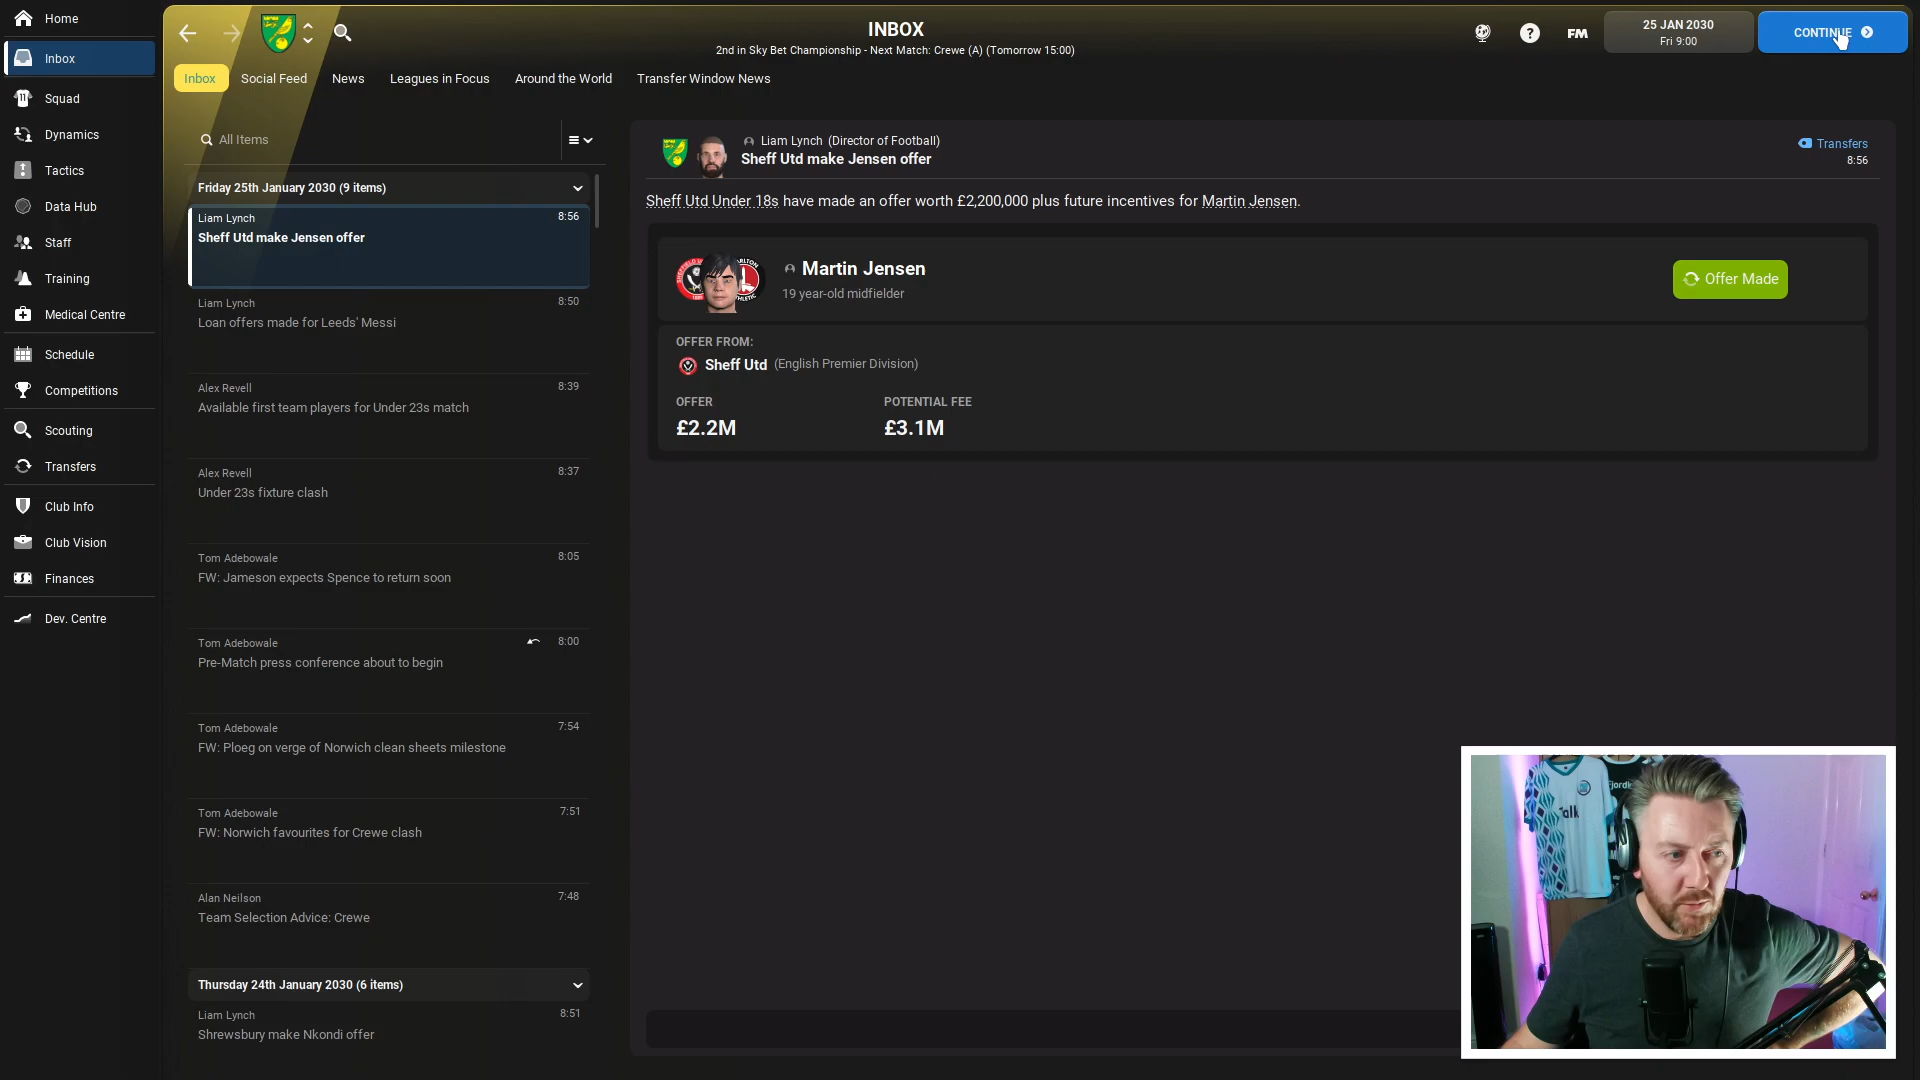 Home
Inbox
Squad
Dynamics
Tactics
Data Hub
Staff
Training
Medical Centre
Schedule
Competitions
Scouting
Transfers
Club Info
Club Vision
Finances
Dev. Centre
INBOX
2nd in Sky Bet Championship - Next Match: Crewe (A) (Tomorrow 15:00)
FM
25 JAN 2030
Fri 9:00
CONTINUE
Inbox
Social Feed
News
Leagues in Focus
Around the World
Transfer Window News
All Items
Friday 25th January 2030 (9 items)
Liam Lynch 8:56
Sheff Utd make Jensen offer
Liam Lynch 8:50
Loan offers made for Leeds' Messi
Alex Revell 8:39
Available first team players for Under 23s match
Alex Revell 8:37
Under 23s fixture clash
Tom Adebowale 8:05
FW: Jameson expects Spence to return soon
Tom Adebowale 8:00
Pre-Match press conference about to begin
Tom Adebowale 7:54
FW: Ploeg on verge of Norwich clean sheets milestone
Tom Adebowale 7:51
FW: Norwich favourites for Crewe clash
Alan Neilson 7:48
Team Selection Advice: Crewe
Thursday 24th January 2030 (6 items)
Liam Lynch 8:51
Shrewsbury make Nkondi offer
Liam Lynch (Director of Football)
Sheff Utd make Jensen offer
Transfers
8:56
Sheff Utd Under 18s have made an offer worth £2,200,000 plus future incentives for Martin Jensen.
Martin Jensen
19 year-old midfielder
Offer Made
OFFER FROM:
Sheff Utd (English Premier Division)
OFFER
£2.2M
POTENTIAL FEE
£3.1M